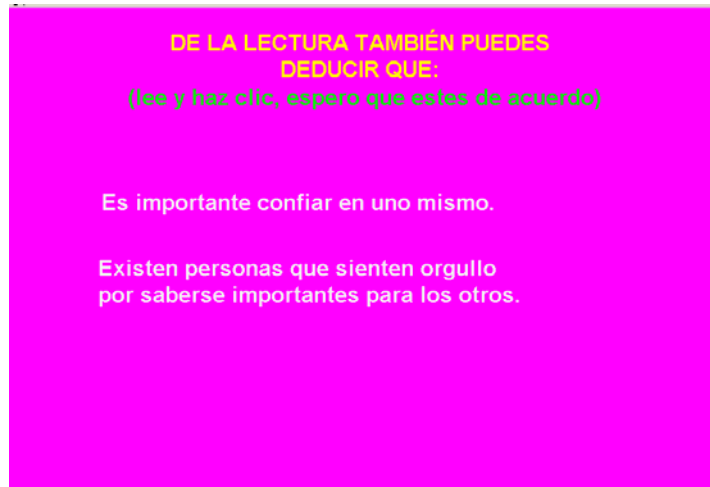 DE LA LECTURA TAMBIÉN PUEDES
DEDUCIR QUE:
(lee y haz clic, espero que estes de acuerdo)
Es importante confiar en uno mismo.
Existen personas que sienten orgullo
por saberse importantes para los otros.